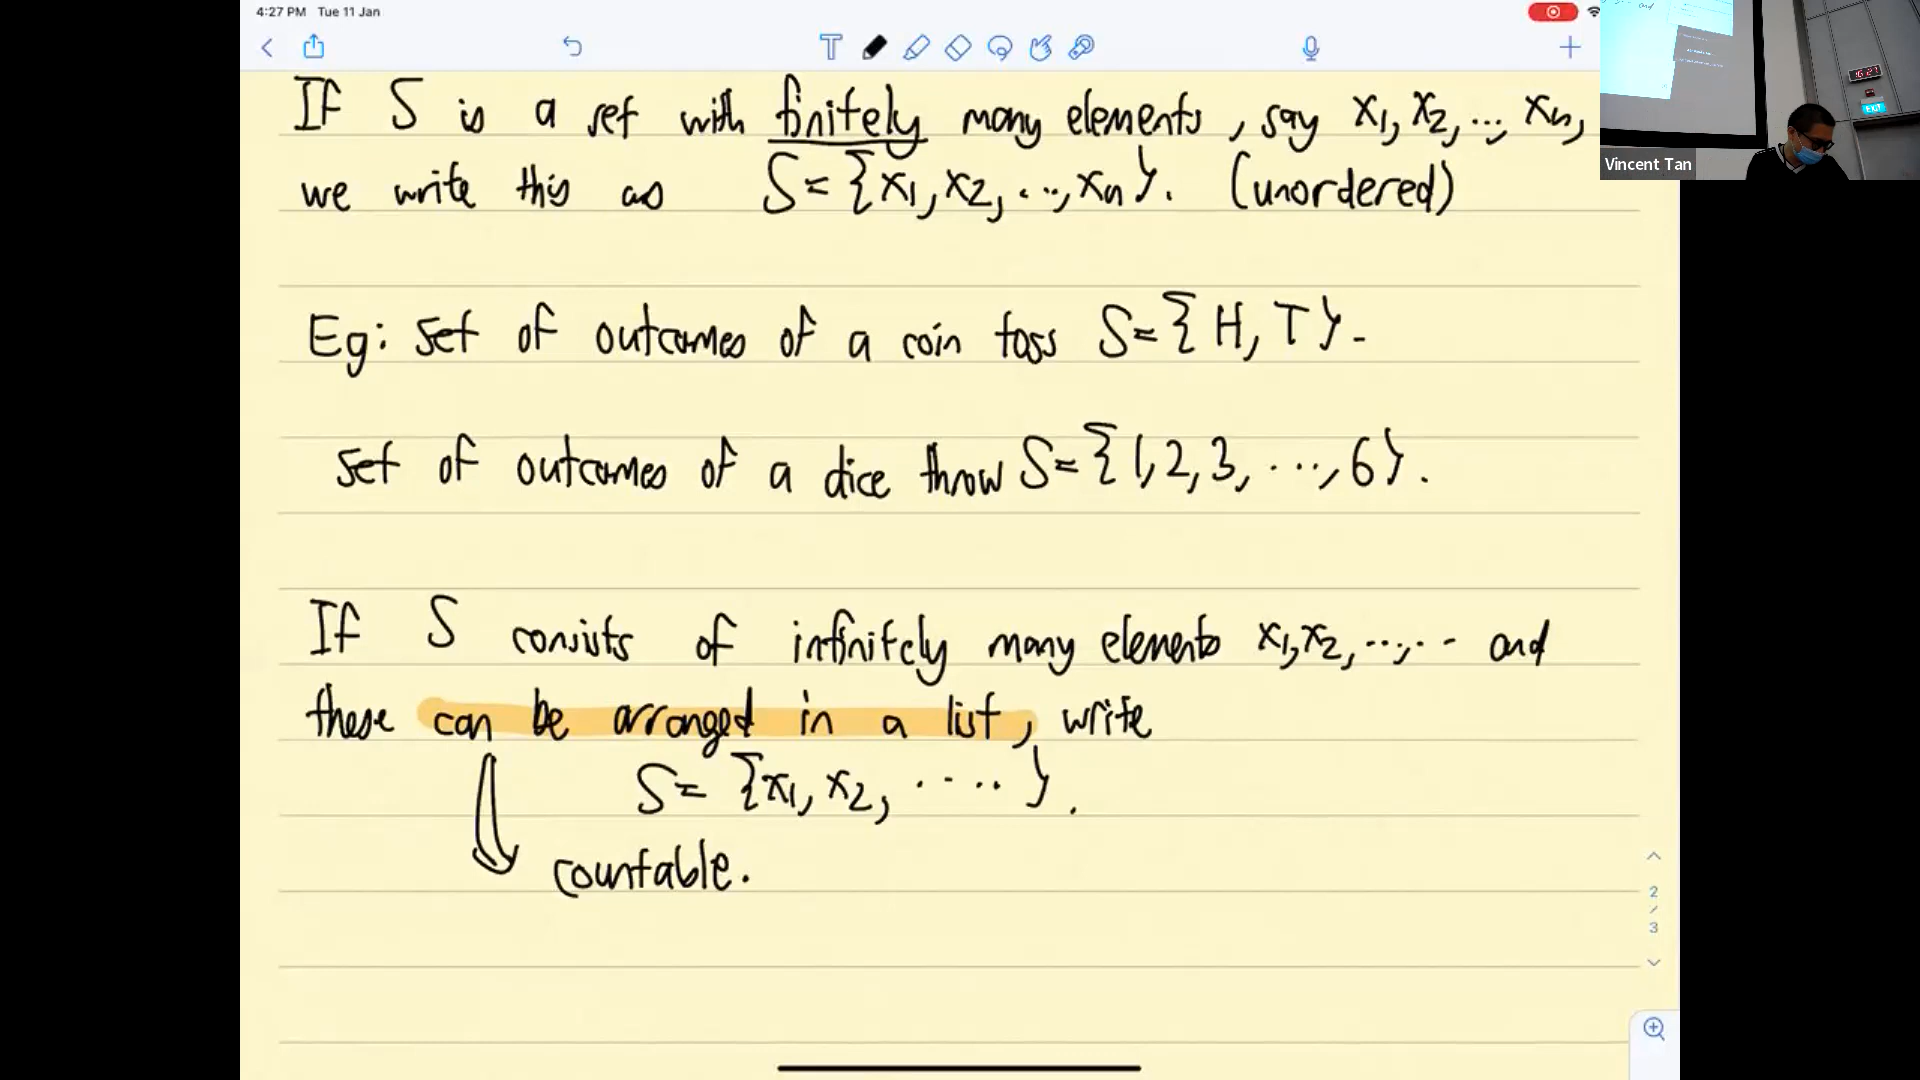 4:27 PM Tue 11 Jan
If S is a set with finitely many elements, say x₁, x₂, ..., xₙ,
we write this as S = {x₁, x₂, ..., xₙ}. (unordered)
Eg: Set of outcomes of a coin toss S = {H, T}.
Set of outcomes of a dice throw S = {1, 2, 3, ..., 6}.
If S consists of infinitely many elements x₁, x₂, ..., .. and
these can be arranged in a list, write
S = {x₁, x₂, ....}.
countable.
2
/
3
Vincent Tan
16:27
EXIT